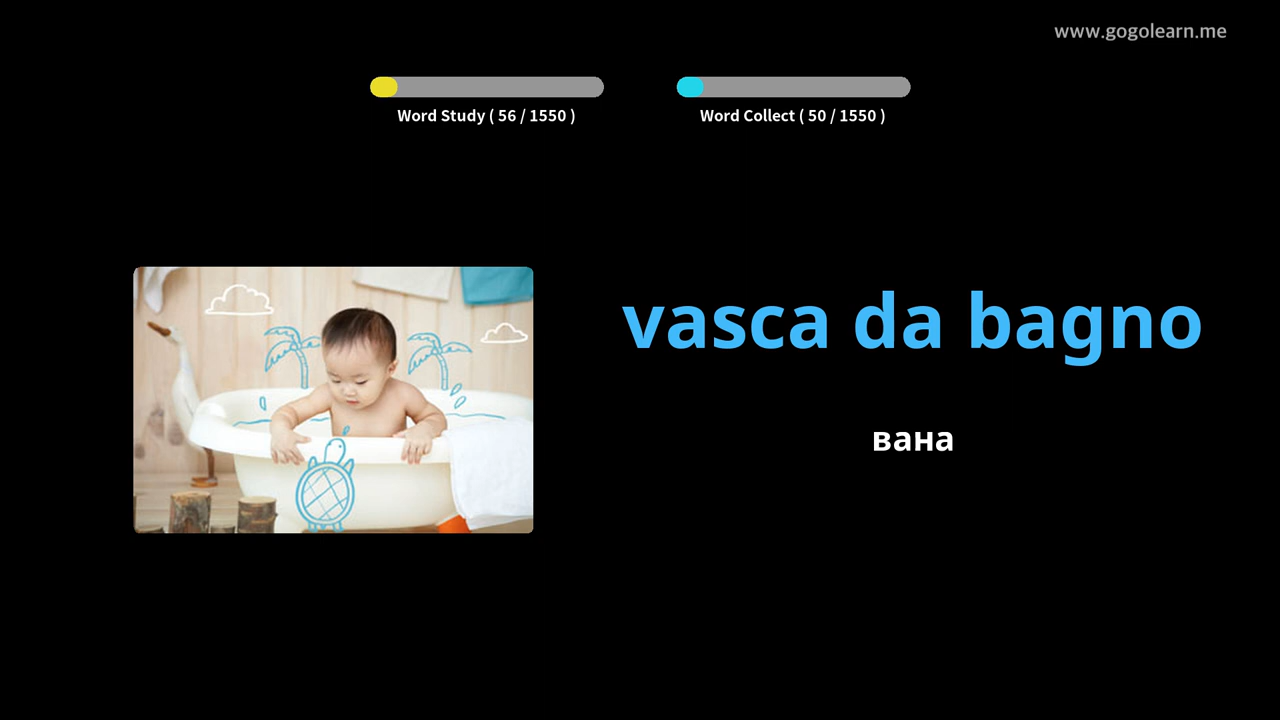 www.gogolearn.me
Word Study ( 56 / 1550 )
Word Collect ( 50 / 1550 )
vasca da bagno
вана